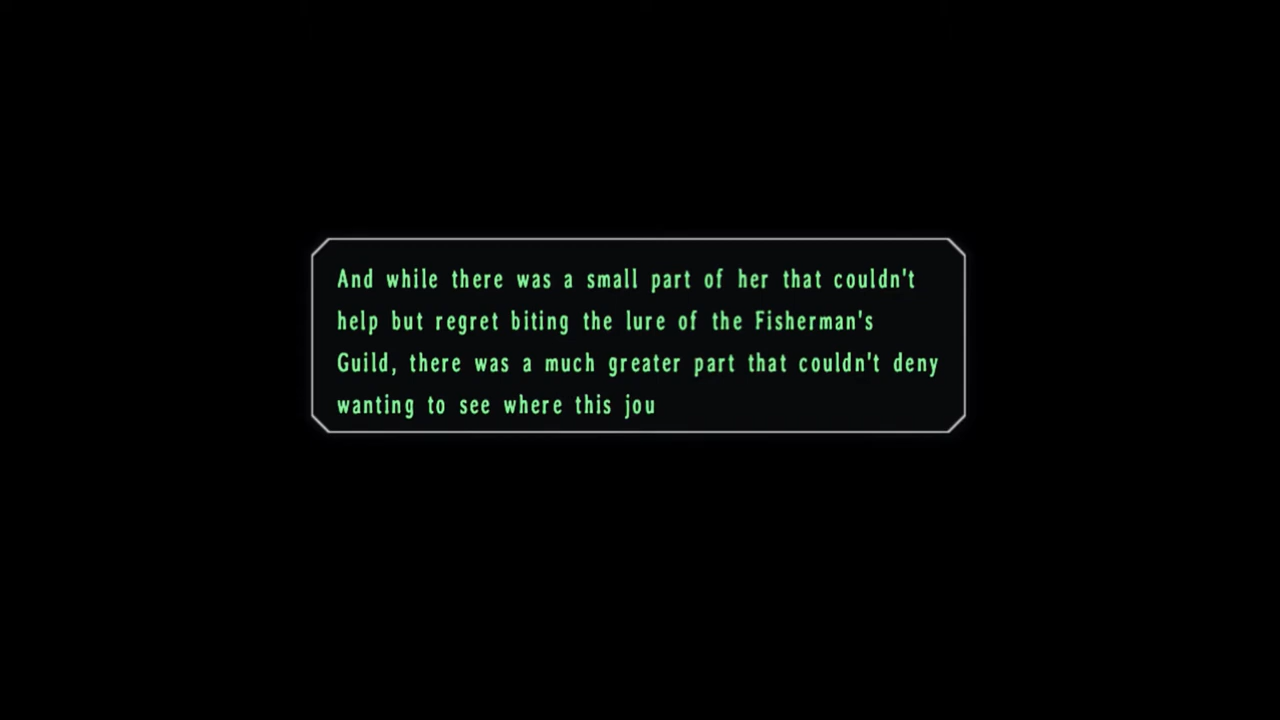 And while there was a small part of her that couldn't
help but regret biting the lure of the Fisherman's
Guild, there was a much greater part that couldn't deny
wanting to see where this jou